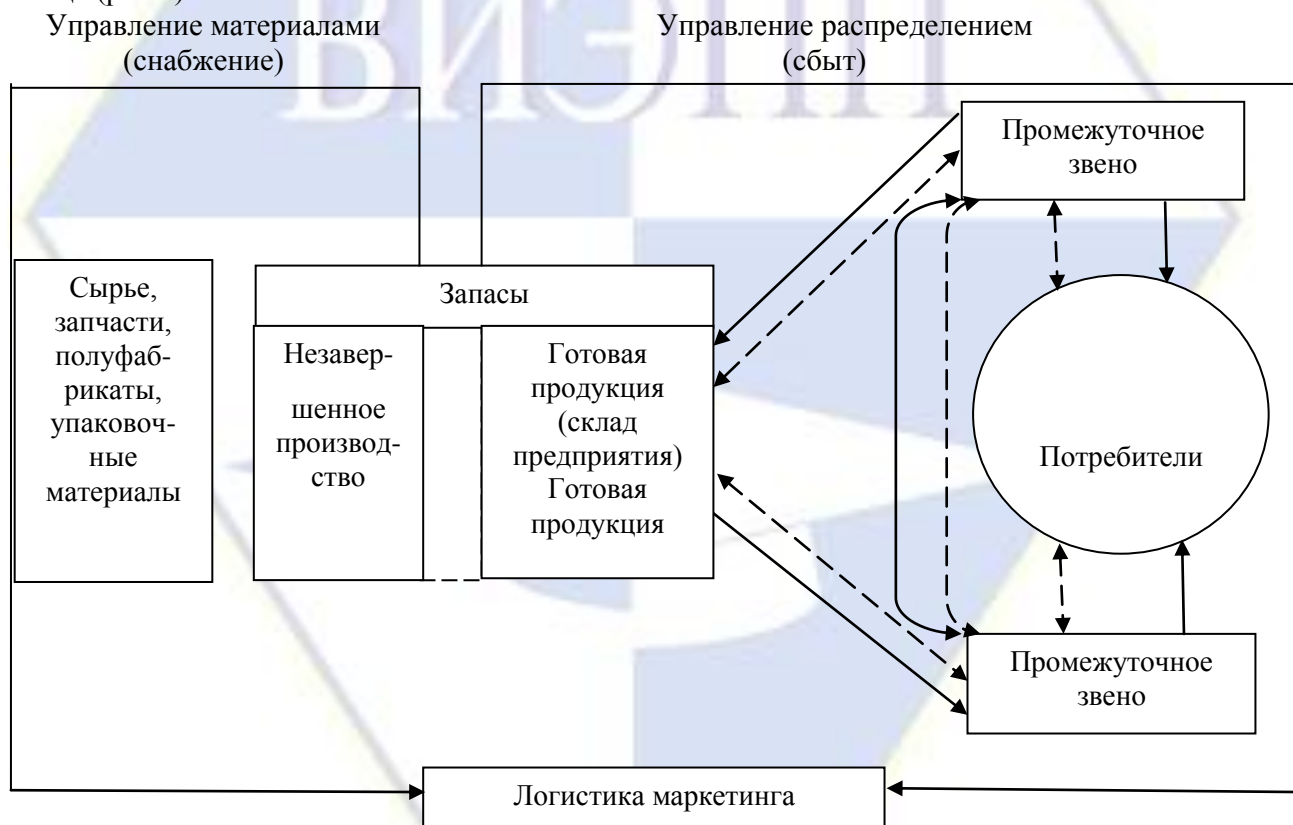 Управление материалами
(снабжение)
Управление распределением
(сбыт)
ВИЭПП
Промежуточное
звено
Сырье,
запчасти,
полуфаб-
рикаты,
упаковоч-
ные
материалы
Запасы
Незавер-
шенное
производ-
ство
Готовая
продукция
(склад
предприятия)
Готовая
продукция
Потребители
Промежуточное
звено
Логистика маркетинга